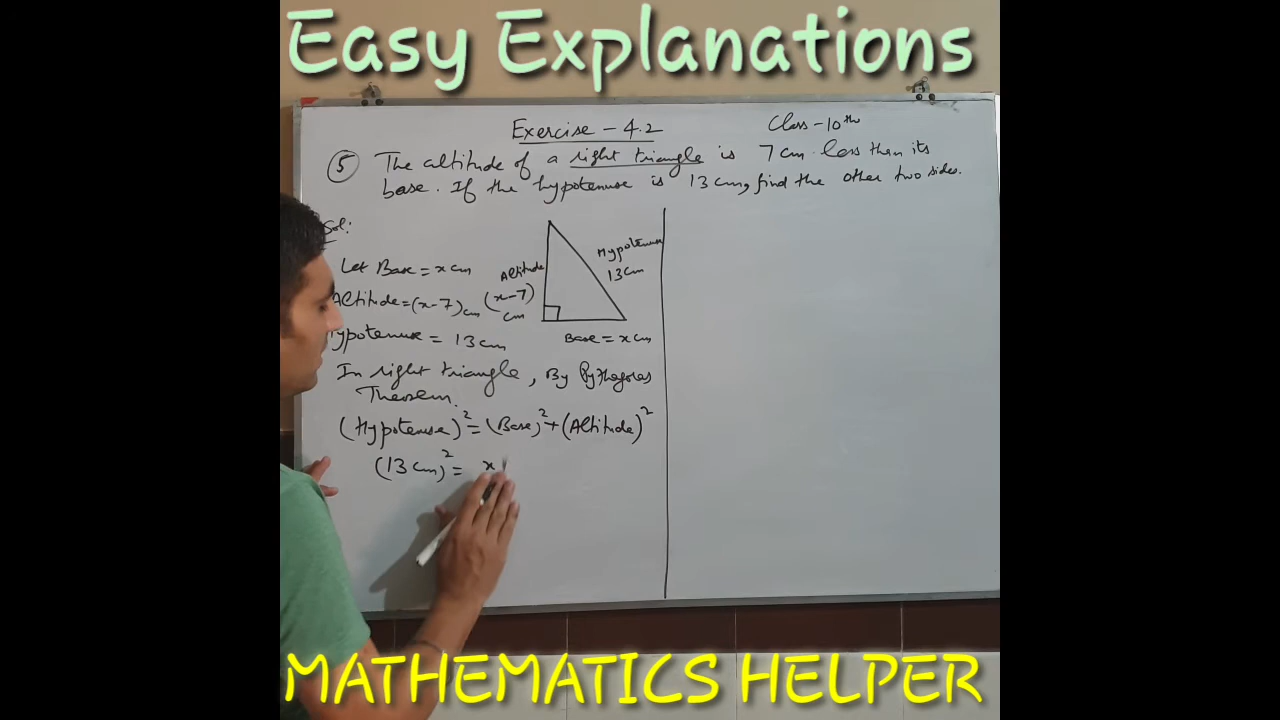 Easy Explanations
Exercise - 4.2
Class - 10th
⑤ The altitude of a right triangle is 7 cm less then its
base. If the hypotenuse is 13 cm, find the other two sides.
Sol:
Let Base = x cm
Altitude = (x-7) cm
Hypotenuse = 13 cm
Altitude
(x-7)
cm
Hypotenuse
13 cm
Base = x cm
In right triangle, By Pythagoras
Theorem.
(Hypotenuse)² = (Base)² + (Altitude)²
(13 cm)² = x
MATHEMATICS HELPER